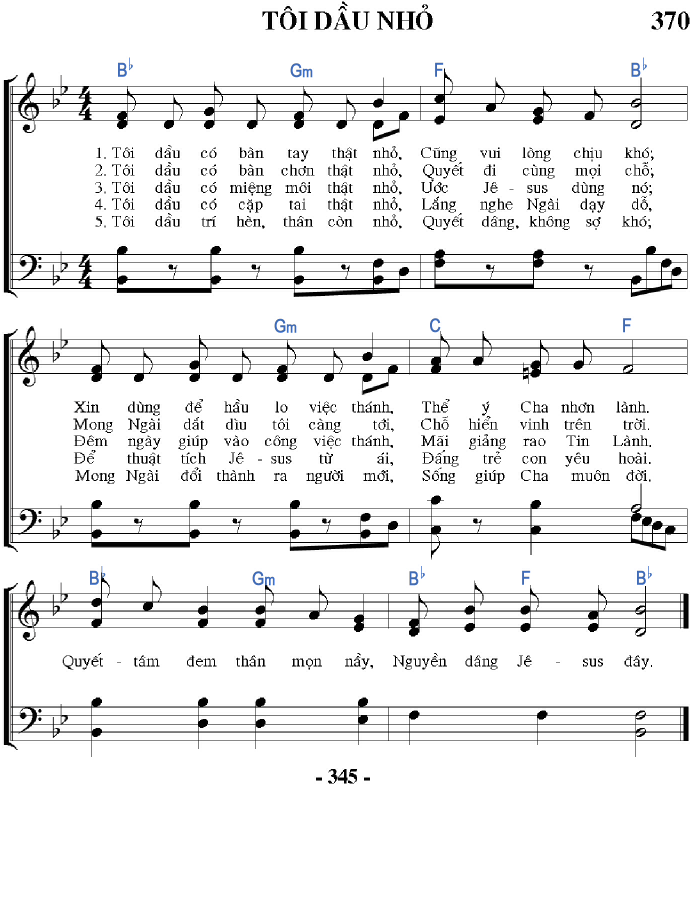 TÔI DẦU NHỎ 370
B♭ Gm F B♭
1. Tôi dầu có bàn tay thật nhỏ, Cũng vui lòng chịu khó;
2. Tôi dầu có bàn chơn thật nhỏ, Quyết đi cùng mọi chỗ;
3. Tôi dầu có miệng môi thật nhỏ, Ước Jê - sus dùng nó;
4. Tôi dầu có cặp tai thật nhỏ, Lắng nghe Ngài dạy dỗ,
5. Tôi dầu trí hèn, thân còn nhỏ, Quyết dâng, không sợ khó;
Gm C F
Xin dùng để hầu lo việc thánh, Thể ý Cha nhơn lành.
Mong Ngài dắt dìu tôi càng tới, Chỗ hiển vinh trên trời.
Đêm ngày giúp vào công việc thánh, Mãi giảng rao Tin Lành.
Để thuật tích Jê - sus từ ái, Đấng trẻ con yêu hoài.
Mong Ngài đổi thành ra người mới, Sống giúp Cha muôn đời.
B♭ Gm B♭ F B♭
Quyết - tâm đem thân mọn nầy, Nguyền dâng Jê - sus đây.
- 345 -